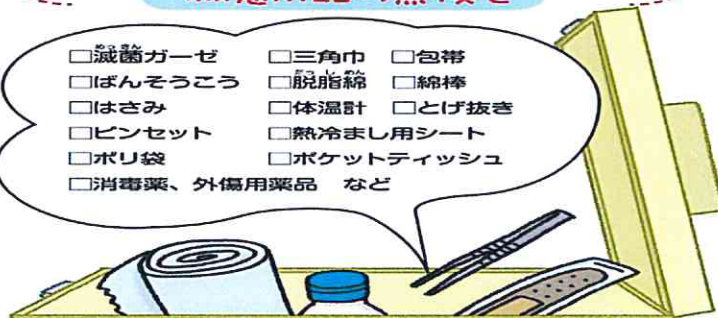 □滅菌ガーゼ □三角巾 □包帯
□ばんそうこう □脱脂綿 □綿棒
□はさみ □体温計 □とげ抜き
□ピンセット □熱冷まし用シート
□ポリ袋 □ポケットティッシュ
□消毒薬、外傷用薬品 など